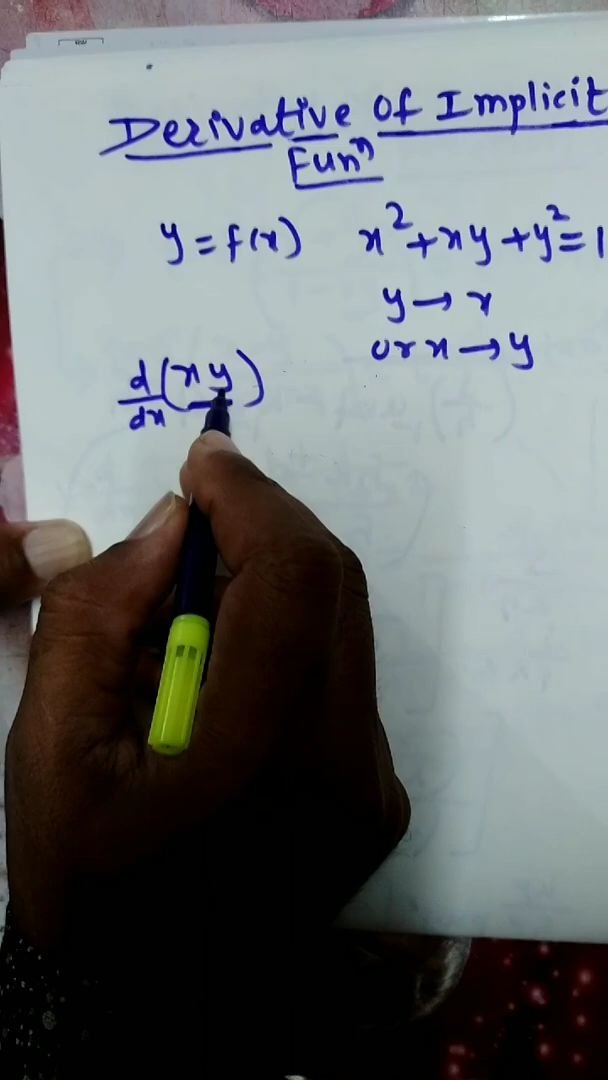 Derivative of Implicit
Funⁿ
y = f(x) x² + xy + y² = 1
y → x
or x → y
d/dx (xy)